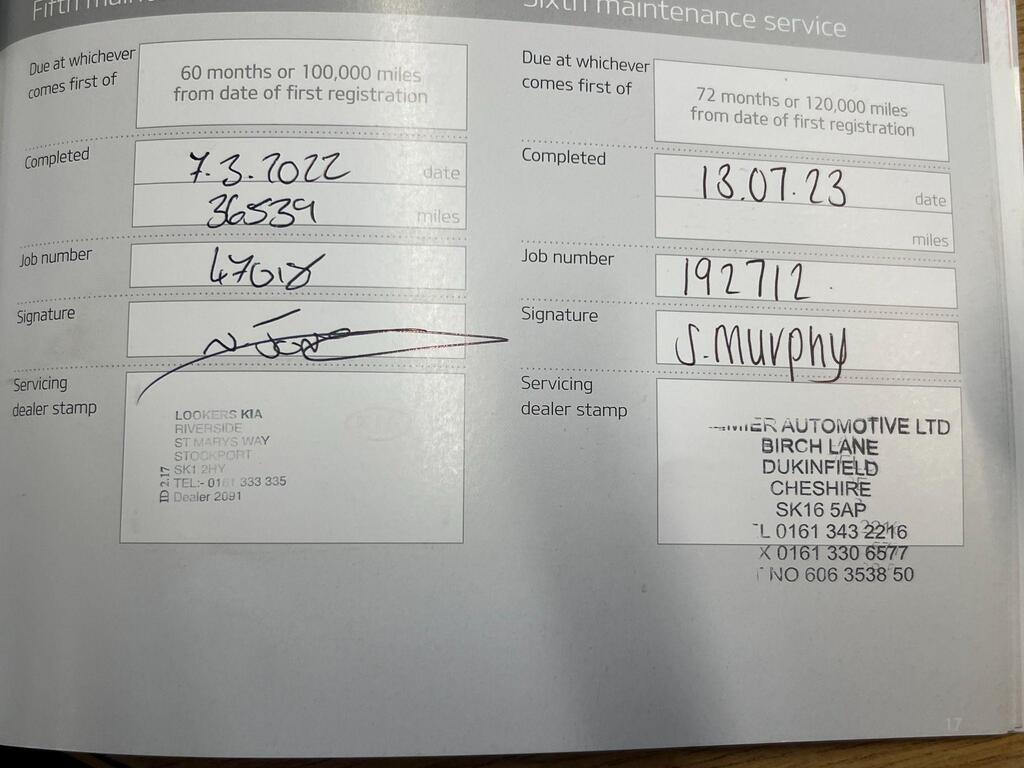 Fifth
Due at whichever
comes first of
60 months or 100,000 miles
from date of first registration
Completed
7.3.2022
date
36539
miles
Job number
47018
Signature
Servicing
dealer stamp
LOOKERS KIA
RIVERSIDE
ST MARYS WAY
STOCKPORT
SK1 2HY
TEL:- 0161 333 335
Dealer 2091
ID 2:17
KIA
Sixth maintenance service
Due at whichever
comes first of
72 months or 120,000 miles
from date of first registration
Completed
18.07.23
date
miles
Job number
192712
Signature
S.Murphy
Servicing
dealer stamp
AUTOMOTIVE LTD
BIRCH LANE
DUKINFIELD
CHESHIRE
SK16 5AP
L 0161 343 2216
X 0161 330 6577
NO 606 3538 50
17